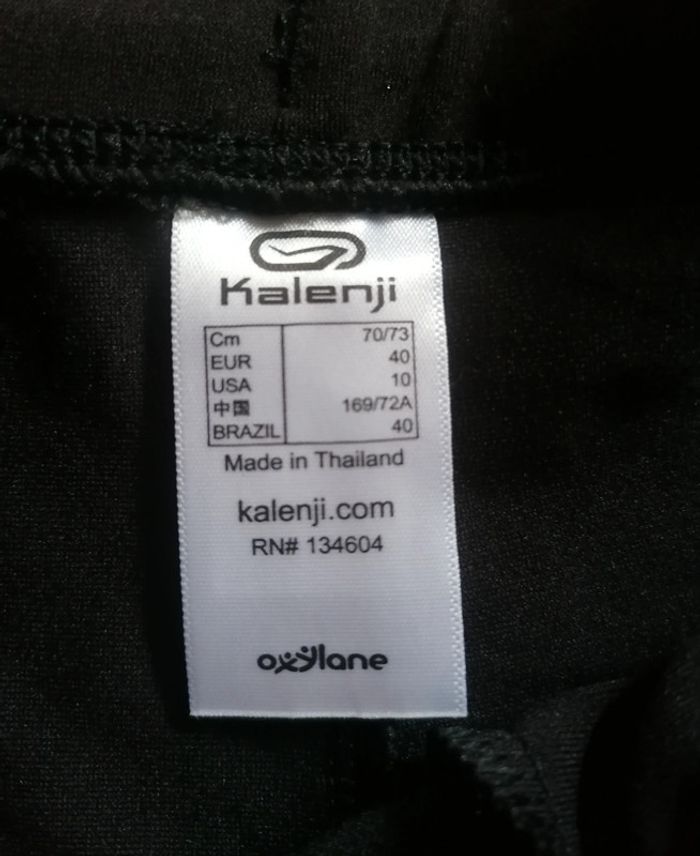 Kalenji
Cm 70/73
EUR 40
USA 10
中国 169/72A
BRAZIL 40
Made in Thailand
kalenji.com
RN# 134604
oxylane